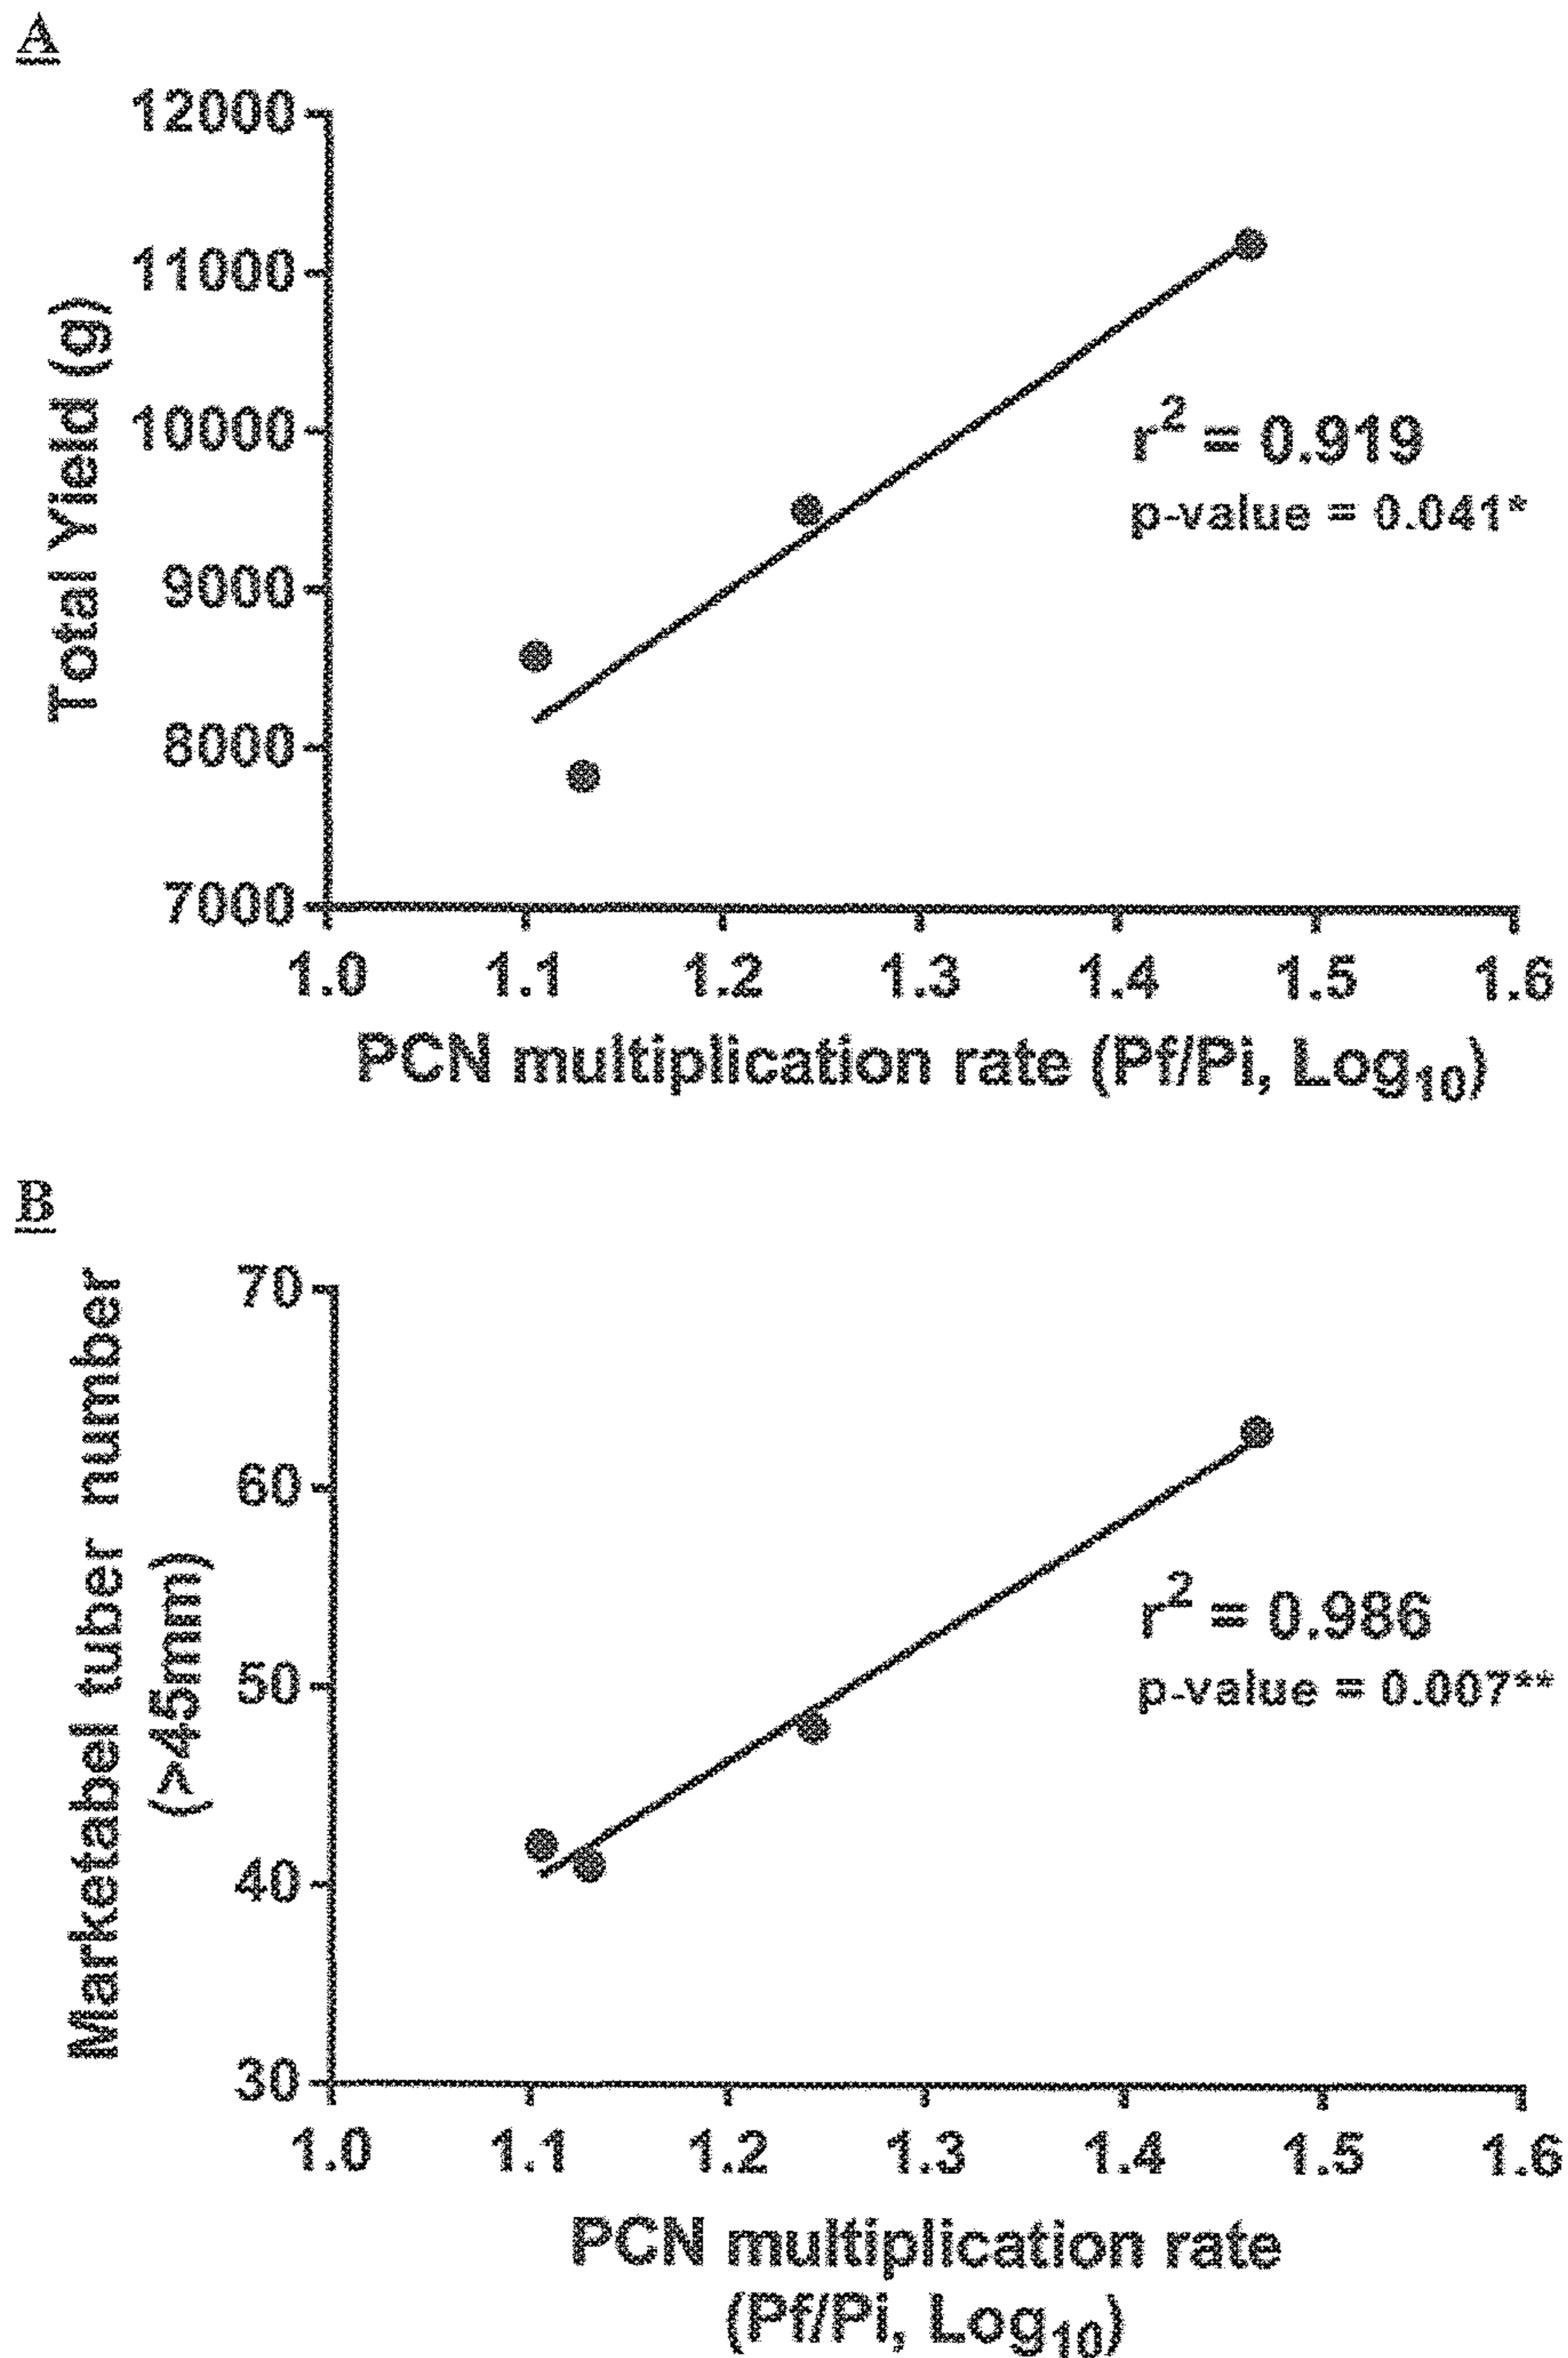 A
12000
11000
10000
9000
8000
7000
Total Yield (g)
r² = 0.919
p-value = 0.041*
1.0 1.1 1.2 1.3 1.4 1.5 1.6
PCN multiplication rate (Pf/Pi, Log₁₀)
B
70
60
50
40
30
Marketabel tuber number
(>45mm)
r² = 0.986
p-value = 0.007**
1.0 1.1 1.2 1.3 1.4 1.5 1.6
PCN multiplication rate
(Pf/Pi, Log₁₀)